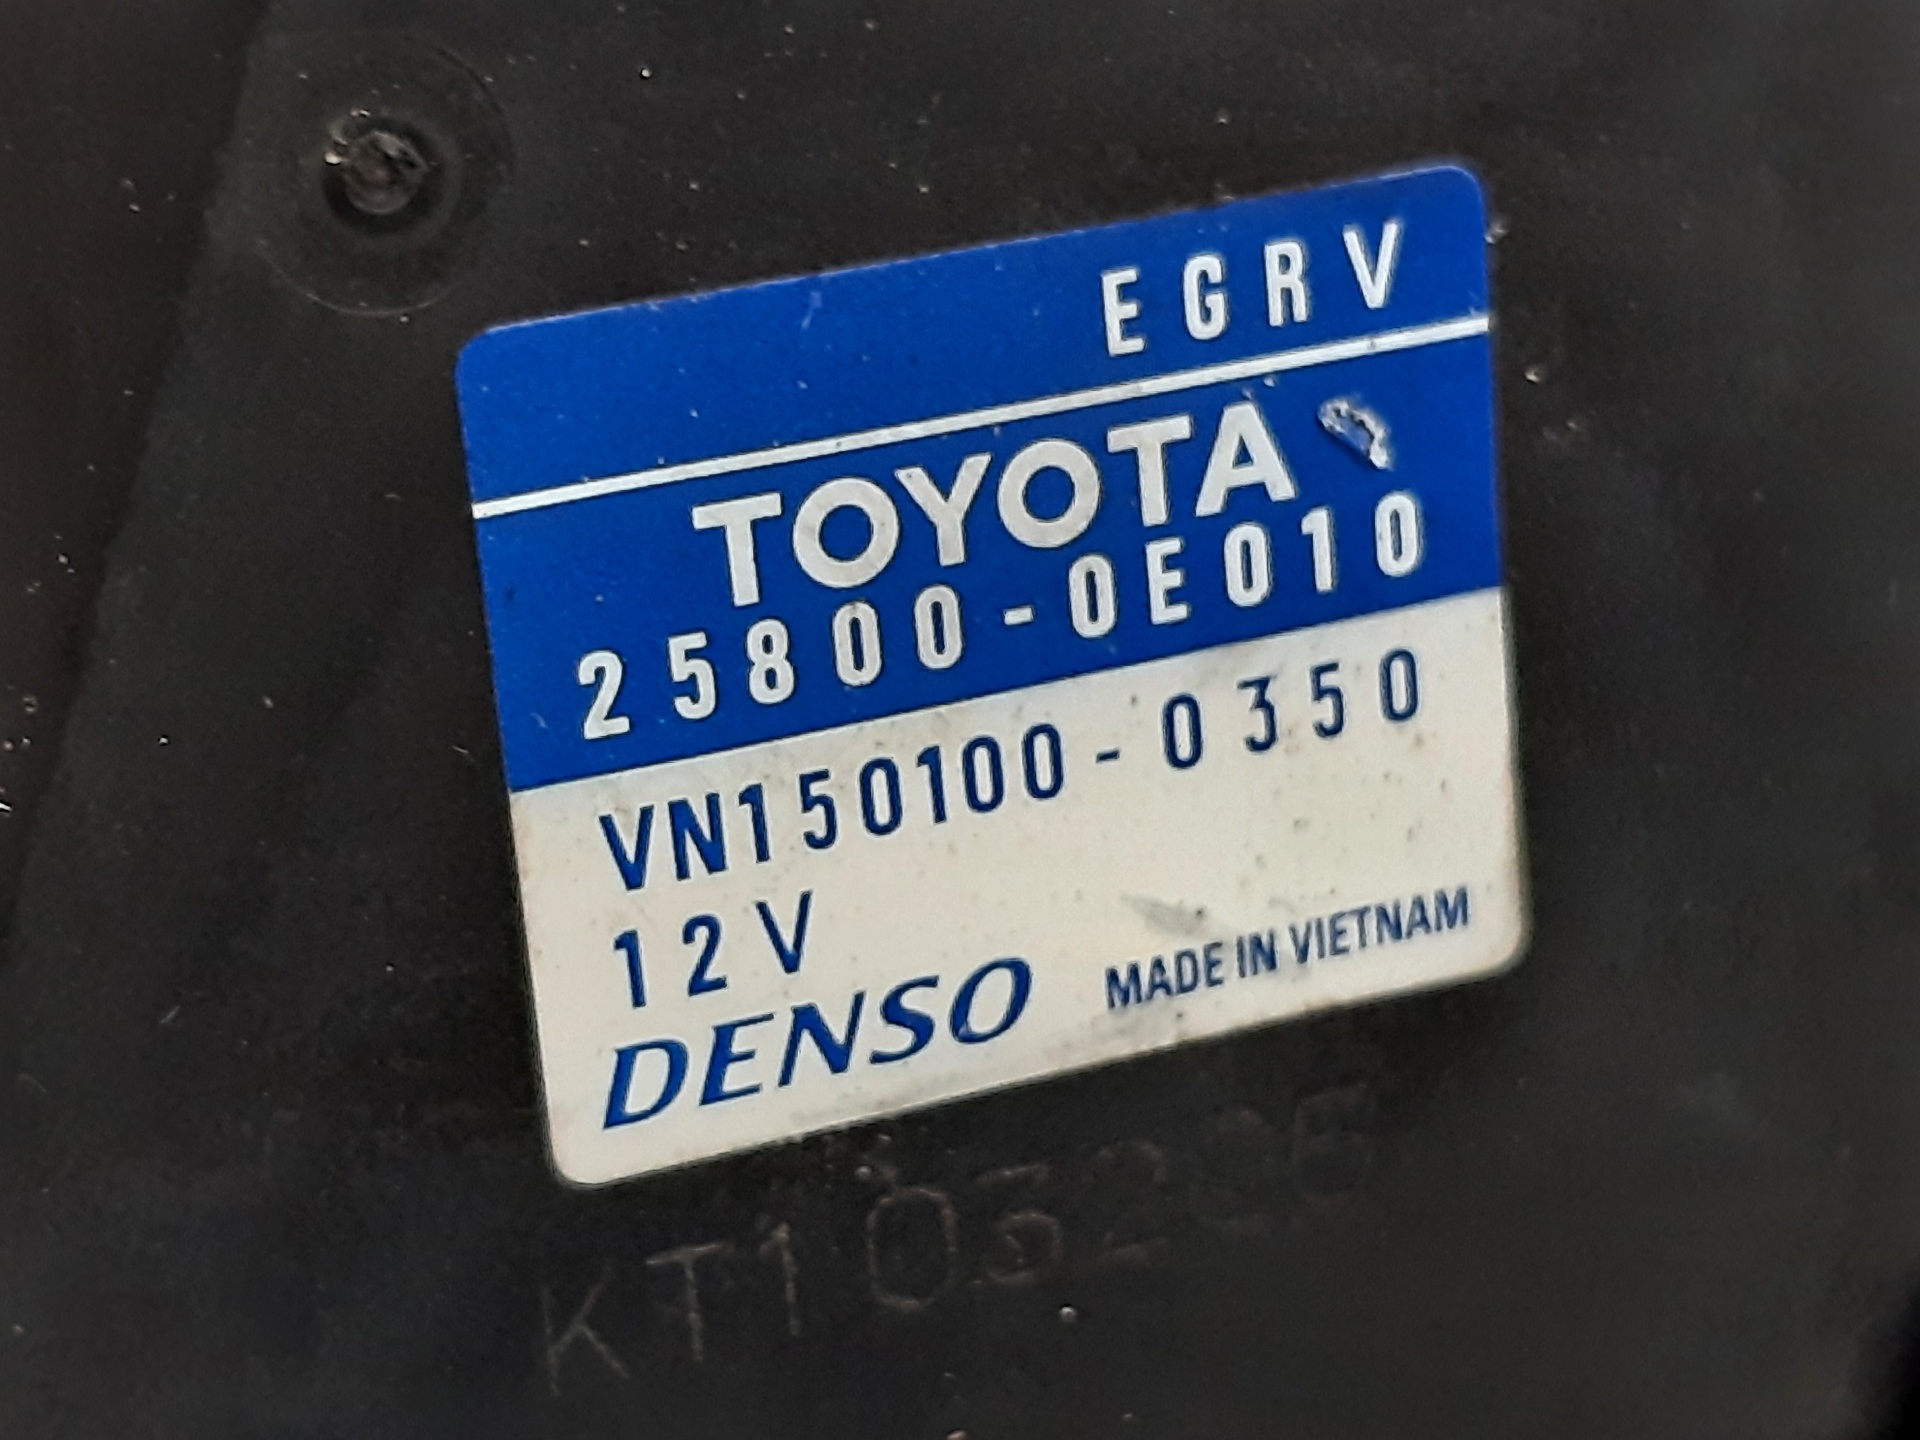 EGRV
TOYOTA
25800-0E010
VN150100-0350
12V
DENSO MADE IN VIETNAM